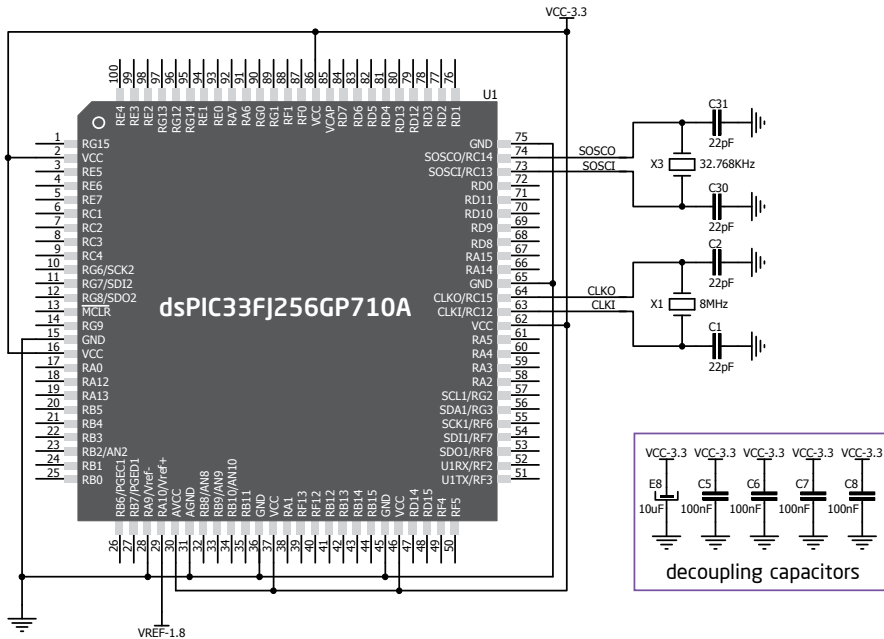 VCC-3.3
U1
100 99 98 97 96 95 94 93 92 91 90 89 88 87 86 85 84 83 82 81 80 79 78 77 76
RE4 RE3 RE2 RG13 RG12 RG14 RE1 RE0 RA7 RA6 RG0 RG1 RF1 RF0 VCC VCAP RD7 RD6 RD5 RD4 RD13 RD12 RD3 RD2 RD1
1 RG15
2 VCC
3 RE5
4 RE6
5 RE7
6 RC1
7 RC2
8 RC3
9 RC4
10 RG6/SCK2
11 RG7/SDI2
12 RG8/SDO2
13 MCLR
14 RG9
15 GND
16 VCC
17 RA0
18 RA12
19 RA13
20 RB5
21 RB4
22 RB3
23 RB2/AN2
24 RB1
25 RB0
dsPIC33FJ256GP710A
GND 75
SOSCO/RC14 74
SOSCI/RC13 73
RD0 72
RD11 71
RD10 70
RD9 69
RD8 68
RA15 67
RA14 66
GND 65
CLKO/RC15 64
CLKI/RC12 63
VCC 62
RA5 61
RA4 60
RA3 59
RA2 58
SCL1/RG2 57
SDA1/RG3 56
SCK1/RF6 55
SDI1/RF7 54
SDO1/RF8 53
U1RX/RF2 52
U1TX/RF3 51
RB6/PGEC1 RB7/PGED1 RA9/Vref- RA10/Vref+ AVCC AGND RB8/AN8 RB9/AN9 RB10/AN10 RB11 GND VCC RA1 RF13 RF12 RB12 RB13 RB14 RB15 GND VCC RD14 RD15 RF4 RF5
26 27 28 29 30 31 32 33 34 35 36 37 38 39 40 41 42 43 44 45 46 47 48 49 50
VREF-1.8
SOSCO
SOSCI
C31
22pF
X3 32.768KHz
C30
22pF
CLKO
CLKI
C2
22pF
X1 8MHz
C1
22pF
VCC-3.3 VCC-3.3 VCC-3.3 VCC-3.3 VCC-3.3
E8 C5 C6 C7 C8
10uF 100nF 100nF 100nF 100nF
decoupling capacitors